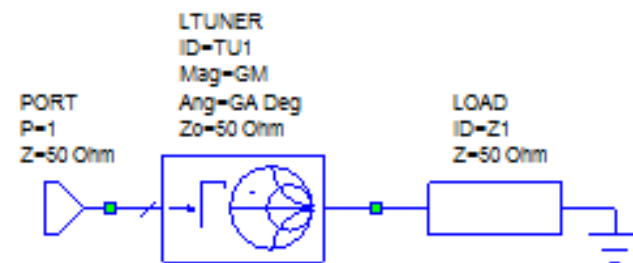 LTUNER
ID=TU1
Mag=GM
Ang=GA Deg
Zo=50 Ohm
PORT
P=1
Z=50 Ohm
LOAD
ID=Z1
Z=50 Ohm